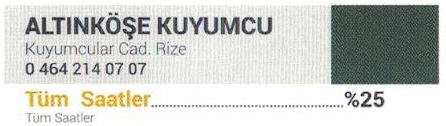 ALTINKÖŞE KUYUMCU
Kuyumcular Cad. Rize
0 464 214 07 07
Tüm Saatler........................................%25
Tüm Saatler